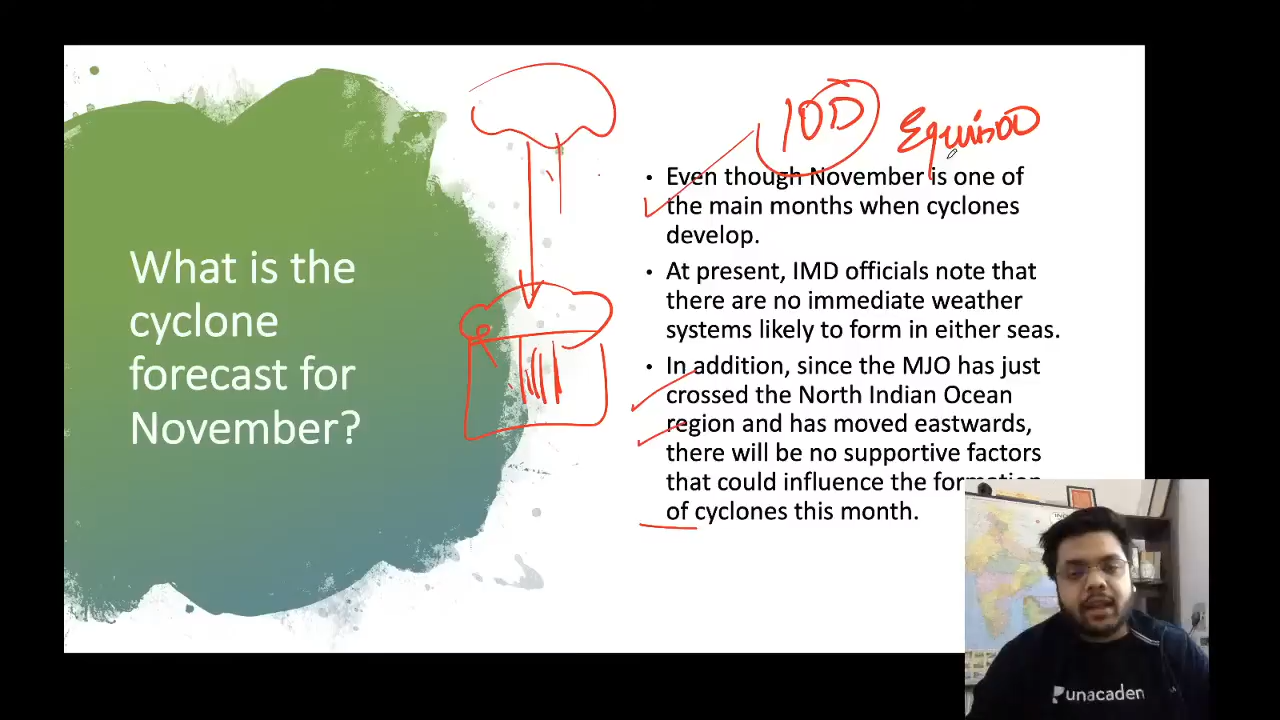 What is the
cyclone
forecast for
November?
IOD
Even though November is one of
the main months when cyclones
develop.
At present, IMD officials note that
there are no immediate weather
systems likely to form in either seas.
In addition, since the MJO has just
crossed the North Indian Ocean
region and has moved eastwards,
there will be no supportive factors
that could influence the formation
of cyclones this month.
unacaden